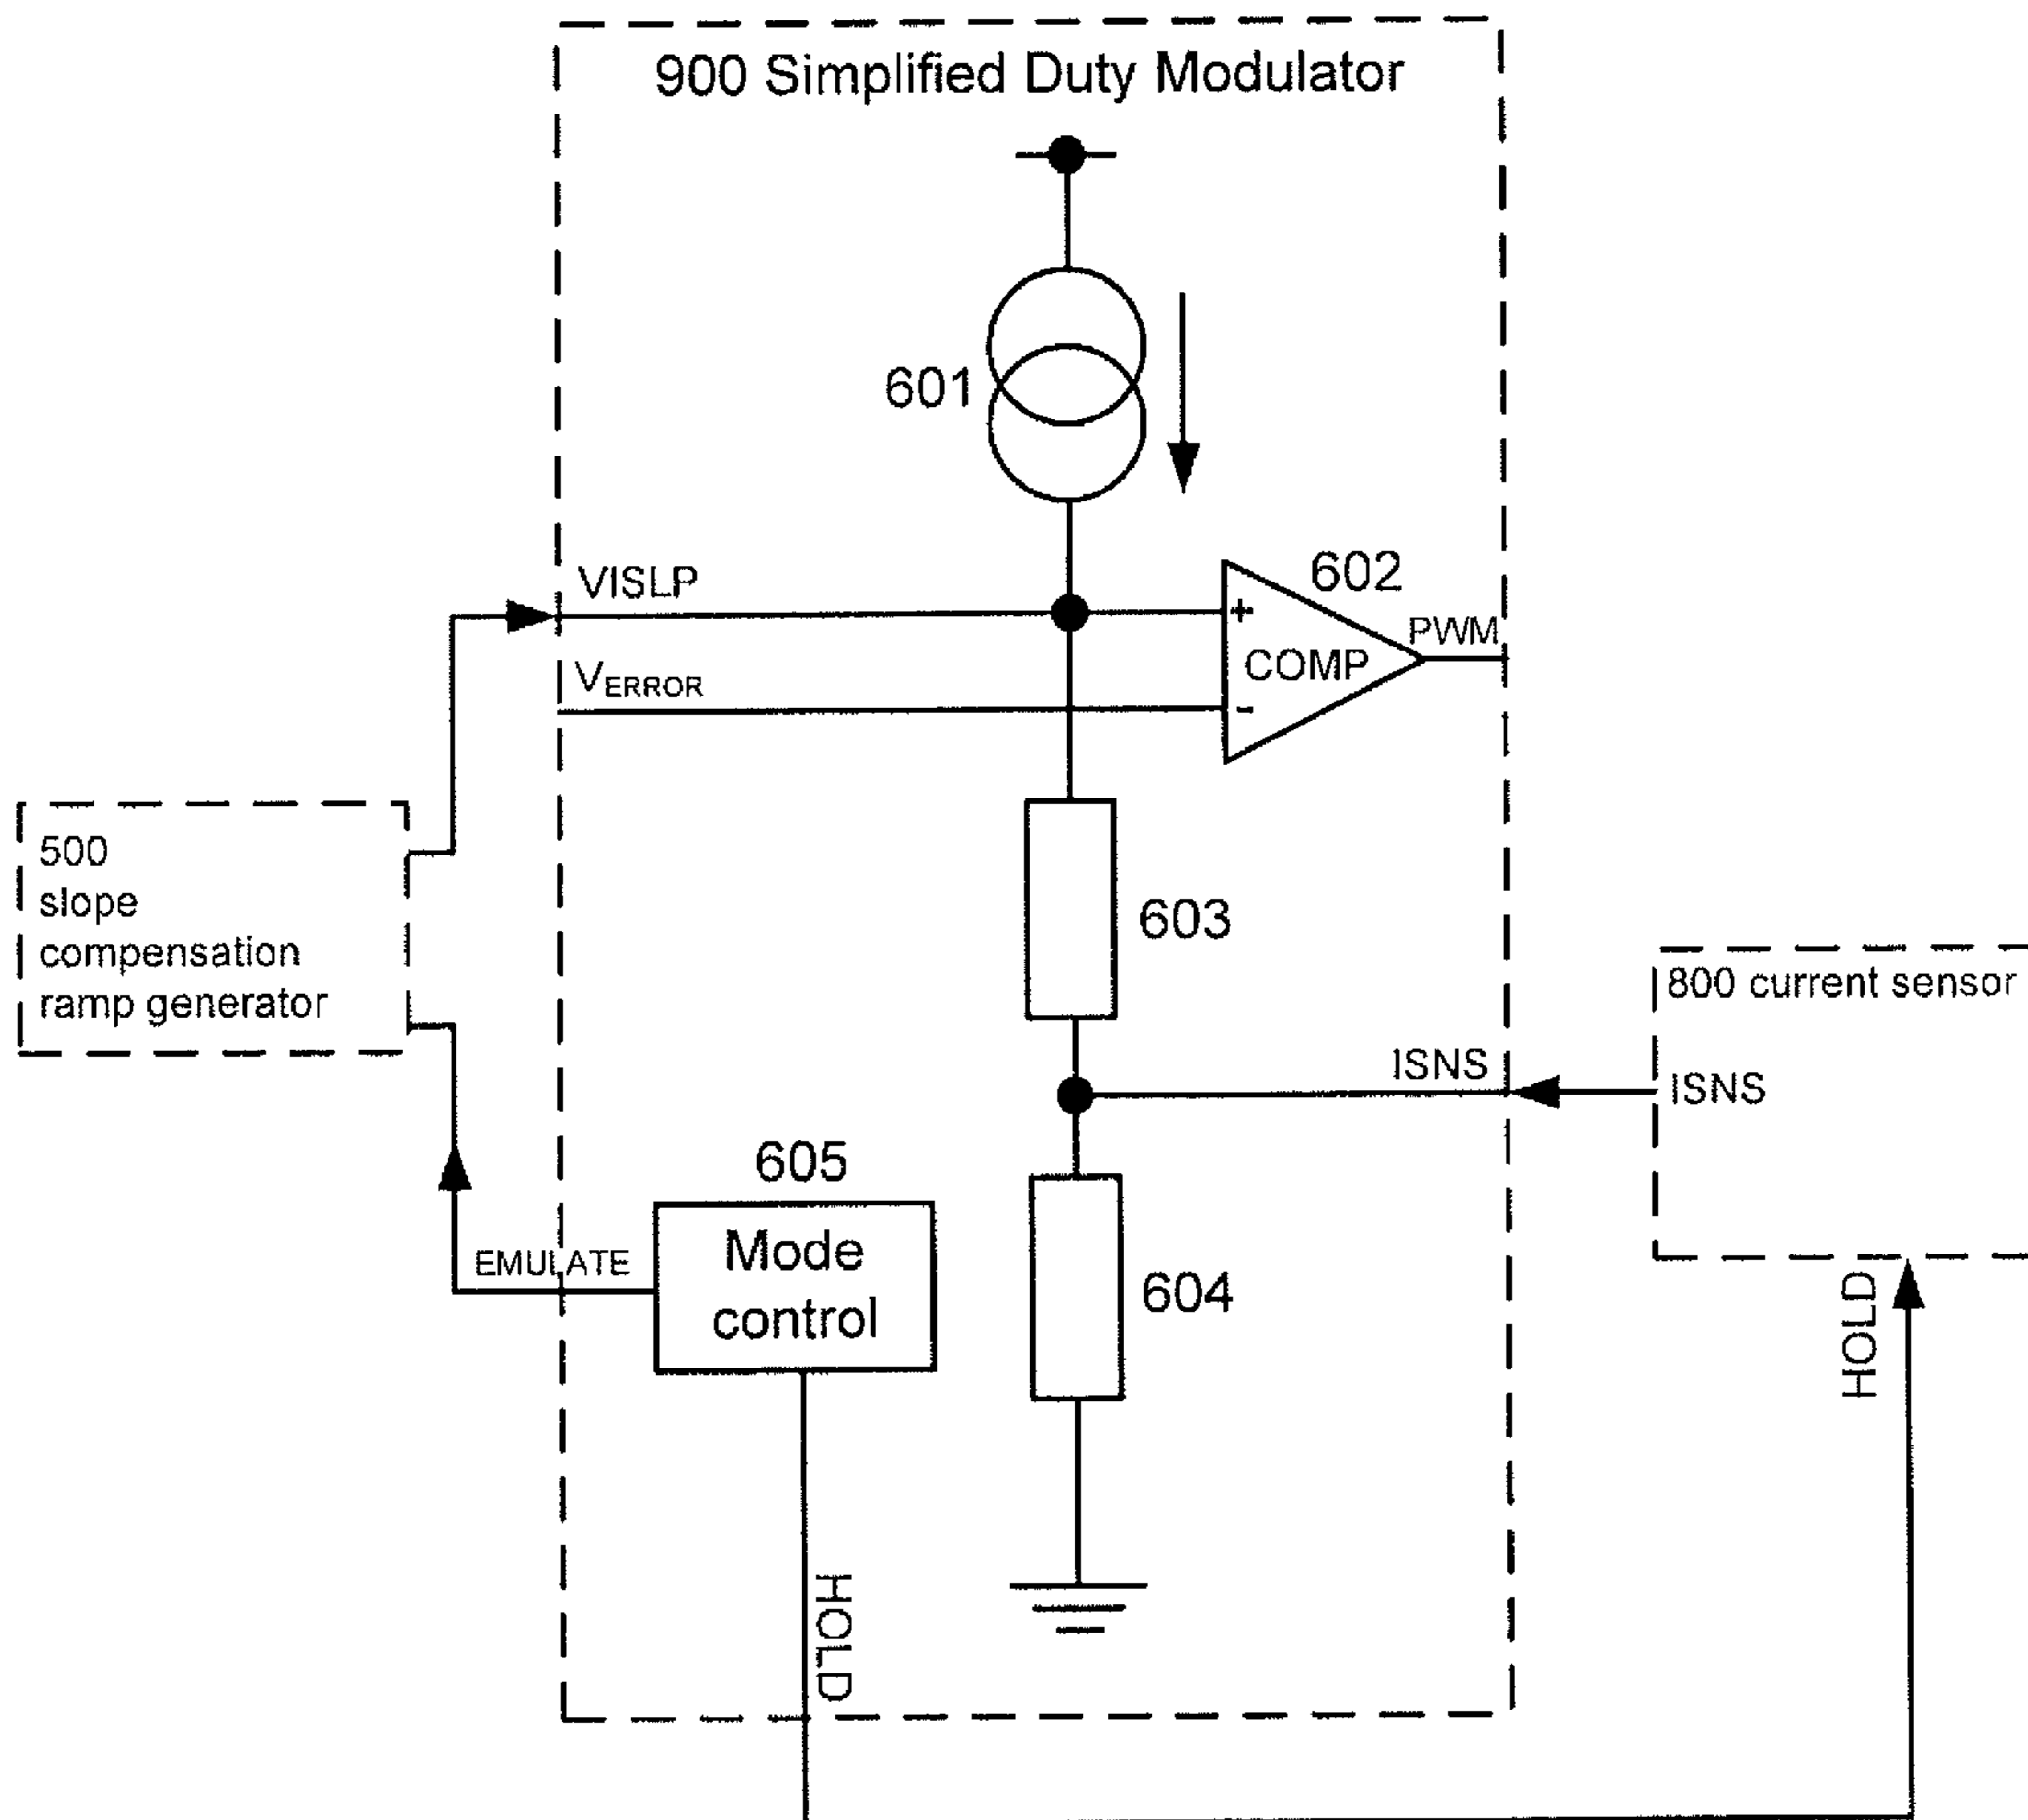 900 Simplified Duty Modulator
601
VISLP
602
+
COMP
PWM
VERROR
-
500
slope
compensation
ramp generator
603
800 current sensor
ISNS
ISNS
605
Mode
control
EMULATE
604
HOLD
HOLD